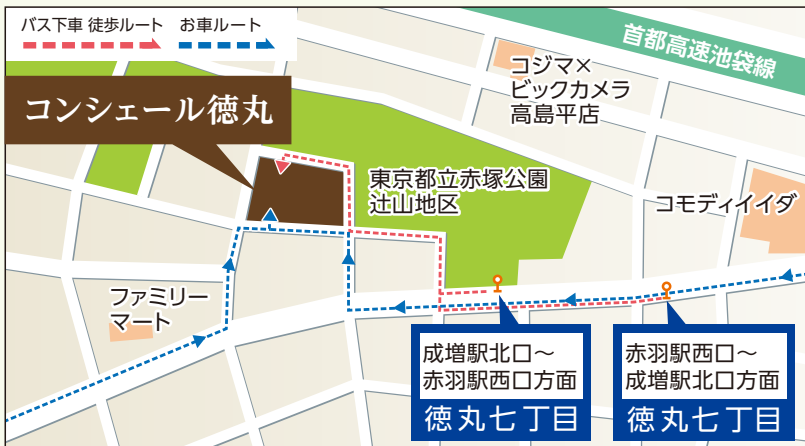 バス下車 徒歩ルート お車ルート
首都高速池袋線
コジマ×
ビックカメラ
高島平店
コンシェール徳丸
東京都立赤塚公園
辻山地区
コモディイイダ
ファミリー
マート
成増駅北口～
赤羽駅西口方面
徳丸七丁目
赤羽駅西口～
成増駅北口方面
徳丸七丁目